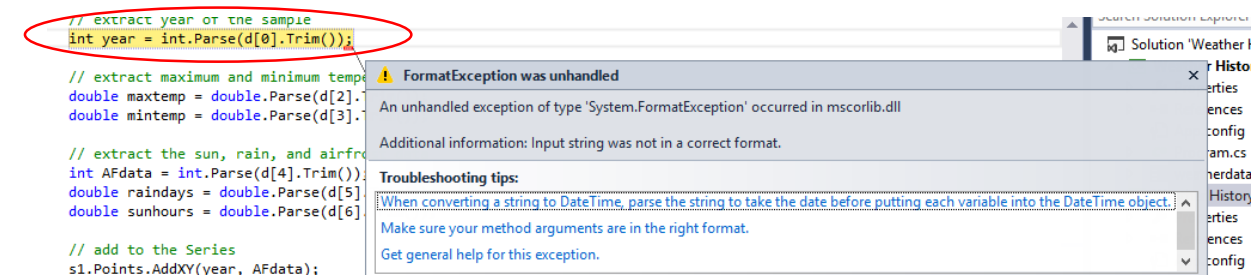 // extract year of the sample
int year = int.Parse(d[0].Trim());
// extract maximum and minimum tempe
double maxtemp = double.Parse(d[2].
double mintemp = double.Parse(d[3].
// extract the sun, rain, and airfro
int AFdata = int.Parse(d[4].Trim())
double raindays = double.Parse(d[5]
double sunhours = double.Parse(d[6]
// add to the Series
s1.Points.AddXY(year, AFdata);
FormatException was unhandled
An unhandled exception of type 'System.FormatException' occurred in mscorlib.dll
Additional information: Input string was not in a correct format.
Troubleshooting tips:
When converting a string to DateTime, parse the string to take the date before putting each variable into the DateTime object.
Make sure your method arguments are in the right format.
Get general help for this exception.
Search Solution Explorer
Solution 'Weather H
r Histo
erties
ences
config
ram.cs
herdata
History
erties
ences
config